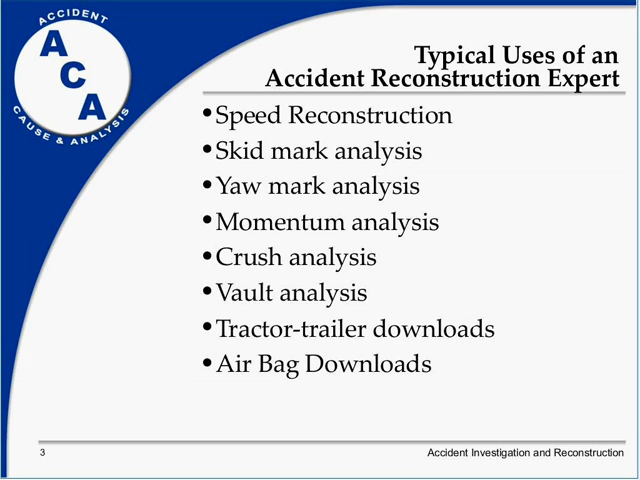 ACCIDENT
A
C
A
CAUSE & ANALYSIS
Typical Uses of an
Accident Reconstruction Expert
•Speed Reconstruction
•Skid mark analysis
•Yaw mark analysis
•Momentum analysis
•Crush analysis
•Vault analysis
•Tractor-trailer downloads
•Air Bag Downloads
3
Accident Investigation and Reconstruction